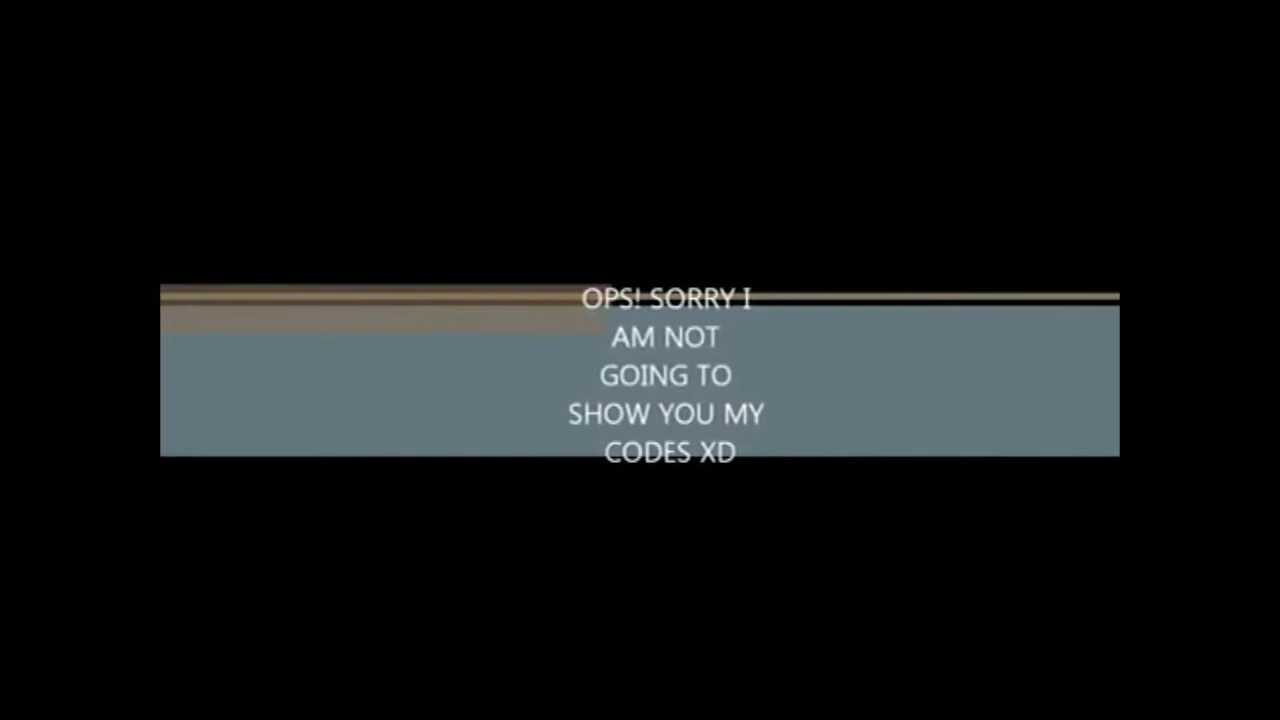 OPS! SORRY I
AM NOT
GOING TO
SHOW YOU MY
CODES XD